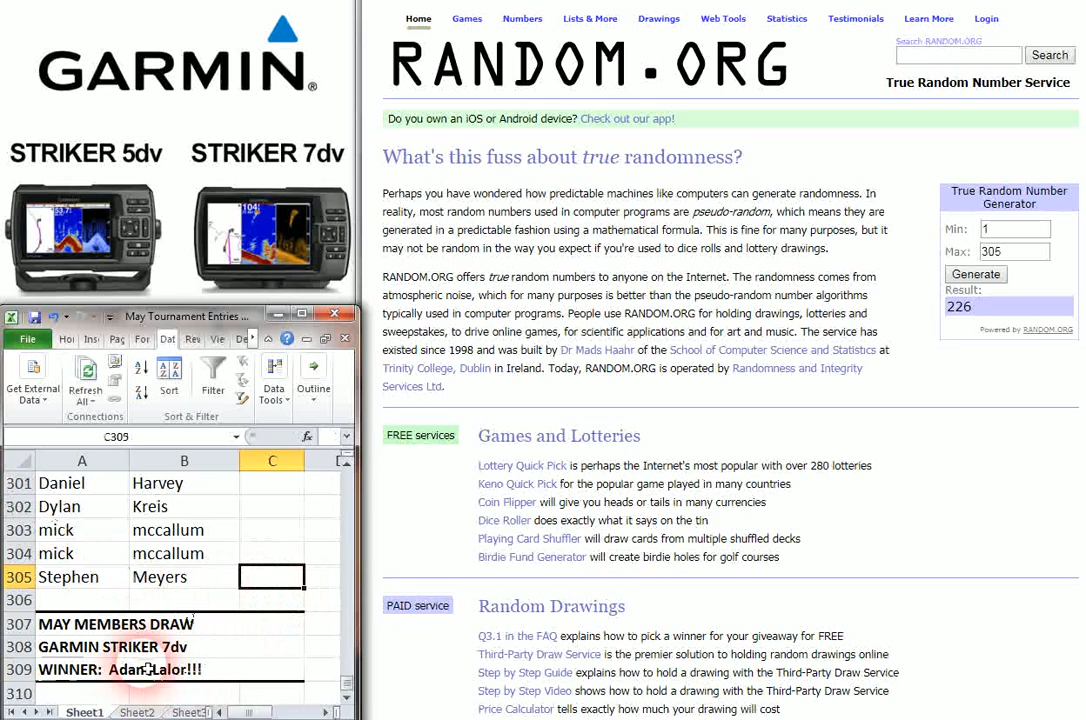 GARMIN®
STRIKER 5dv STRIKER 7dv
May Tournament Entries ...
File Hor Ins Pag For Dat Rev Vie De
Get External Data
Refresh All
Sort
Filter
Data Tools
Outline
Connections Sort & Filter
C305 fx
A B C
301 Daniel Harvey
302 Dylan Kreis
303 mick mccallum
304 mick mccallum
305 Stephen Meyers
306
307 MAY MEMBERS DRAW
308 GARMIN STRIKER 7dv
309 WINNER: Adam Lalor!!!
310
Sheet1 Sheet2 Sheet3
Home Games Numbers Lists & More Drawings Web Tools Statistics Testimonials Learn More Login
RANDOM.ORG
Search RANDOM.ORG
Search
True Random Number Service
Do you own an iOS or Android device? Check out our app!
What's this fuss about true randomness?
Perhaps you have wondered how predictable machines like computers can generate randomness. In
reality, most random numbers used in computer programs are pseudo-random, which means they are
generated in a predictable fashion using a mathematical formula. This is fine for many purposes, but it
may not be random in the way you expect if you're used to dice rolls and lottery drawings.
RANDOM.ORG offers true random numbers to anyone on the Internet. The randomness comes from
atmospheric noise, which for many purposes is better than the pseudo-random number algorithms
typically used in computer programs. People use RANDOM.ORG for holding drawings, lotteries and
sweepstakes, to drive online games, for scientific applications and for art and music. The service has
existed since 1998 and was built by Dr Mads Haahr of the School of Computer Science and Statistics at
Trinity College, Dublin in Ireland. Today, RANDOM.ORG is operated by Randomness and Integrity
Services Ltd.
True Random Number
Generator
Min: 1
Max: 305
Generate
Result:
226
Powered by RANDOM.ORG
FREE services
Games and Lotteries
Lottery Quick Pick is perhaps the Internet's most popular with over 280 lotteries
Keno Quick Pick for the popular game played in many countries
Coin Flipper will give you heads or tails in many currencies
Dice Roller does exactly what it says on the tin
Playing Card Shuffler will draw cards from multiple shuffled decks
Birdie Fund Generator will create birdie holes for golf courses
PAID service
Random Drawings
Q3.1 in the FAQ explains how to pick a winner for your giveaway for FREE
Third-Party Draw Service is the premier solution to holding random drawings online
Step by Step Guide explains how to hold a drawing with the Third-Party Draw Service
Step by Step Video shows how to hold a drawing with the Third-Party Draw Service
Price Calculator tells exactly how much your drawing will cost